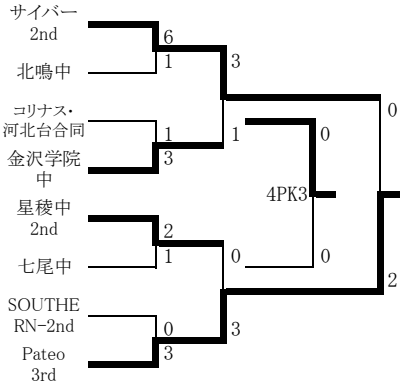 サイバー
2nd
6
北鳴中
1
3
0
コリナス・
河北台合同
1
1
0
金沢学院
中
3
4PK3
星稜中
2nd
2
0
0
七尾中
1
2
SOUTHE
RN-2nd
0
3
Pateo
3rd
3